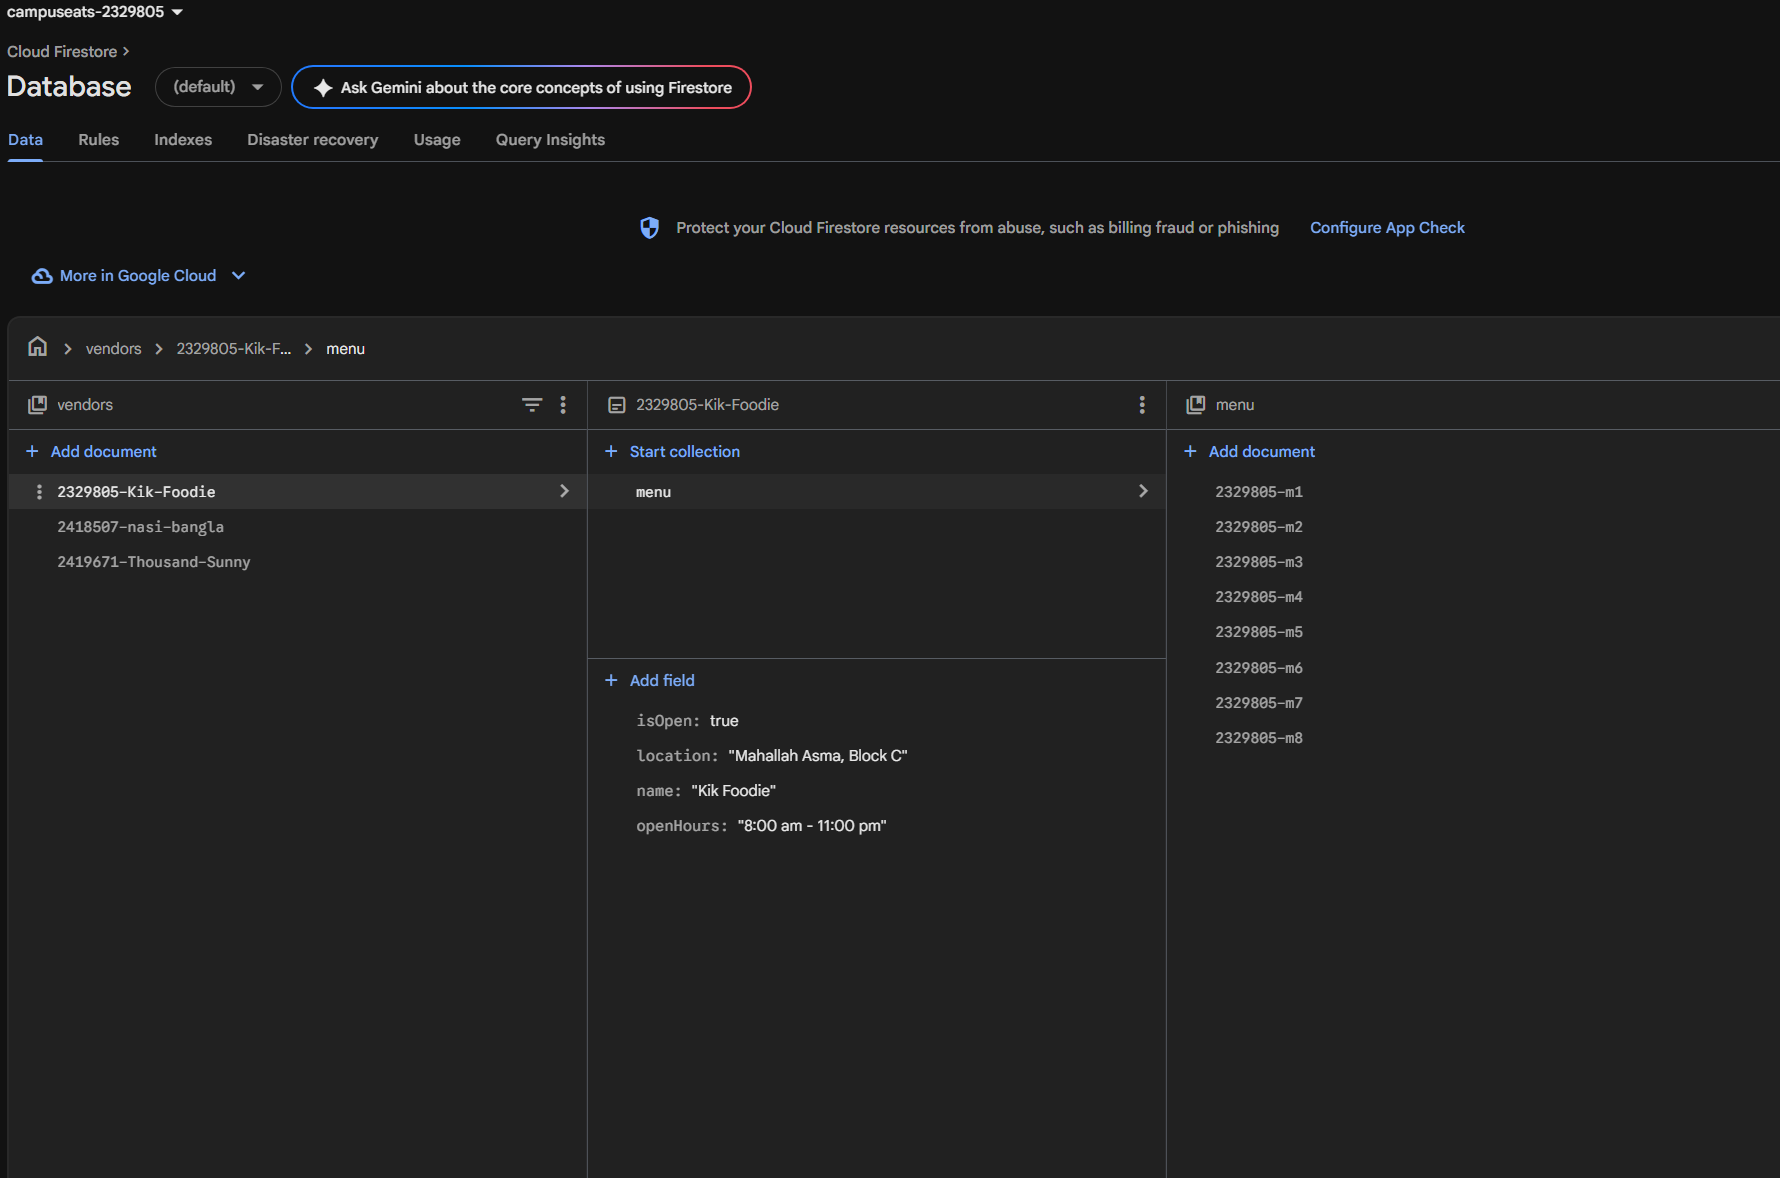 campuseats-2329805
Cloud Firestore
Database
(default)
Ask Gemini about the core concepts of using Firestore
Data
Rules
Indexes
Disaster recovery
Usage
Query Insights
Protect your Cloud Firestore resources from abuse, such as billing fraud or phishing
Configure App Check
More in Google Cloud
vendors
2329805-Kik-F...
menu
vendors
Add document
2329805-Kik-Foodie
2418507-nasi-bangla
2419671-Thousand-Sunny
2329805-Kik-Foodie
Start collection
menu
Add field
isOpen: true
location: "Mahallah Asma, Block C"
name: "Kik Foodie"
openHours: "8:00 am - 11:00 pm"
menu
Add document
2329805-m1
2329805-m2
2329805-m3
2329805-m4
2329805-m5
2329805-m6
2329805-m7
2329805-m8